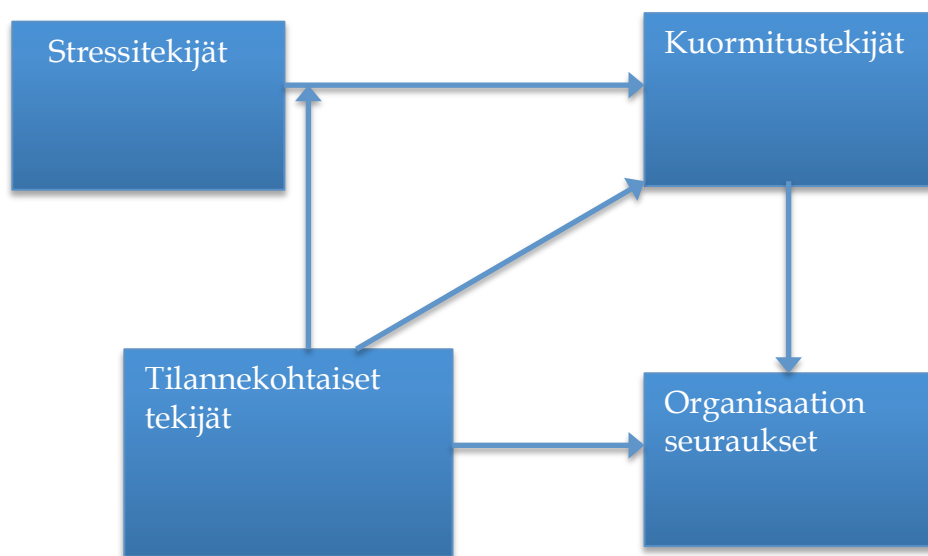 Stressitekijät
Kuormitustekijät
Tilannekohtaiset
tekijät
Organisaation
seuraukset